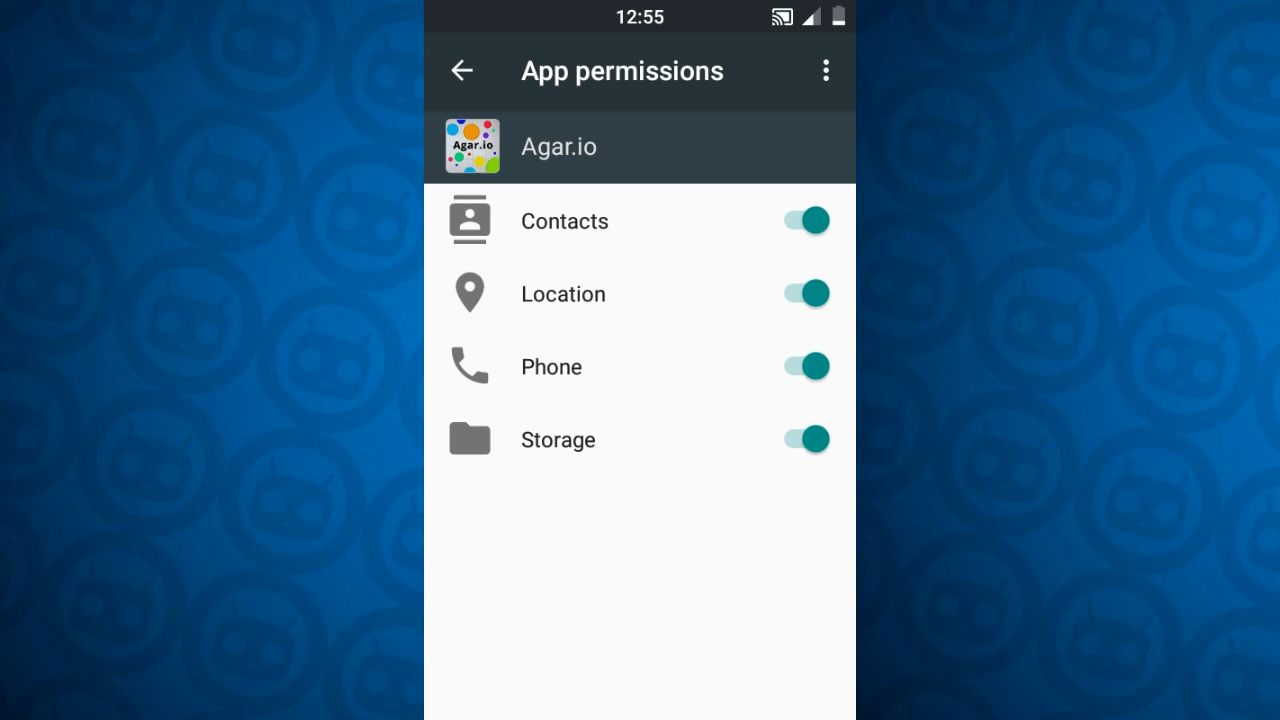 12:55
App permissions
Agar.io
Agar.io
Contacts
Location
Phone
Storage